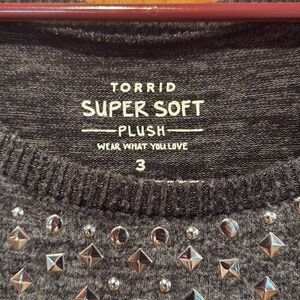 TORRID
SUPER SOFT
PLUSH
WEAR WHAT YOU LOVE
3